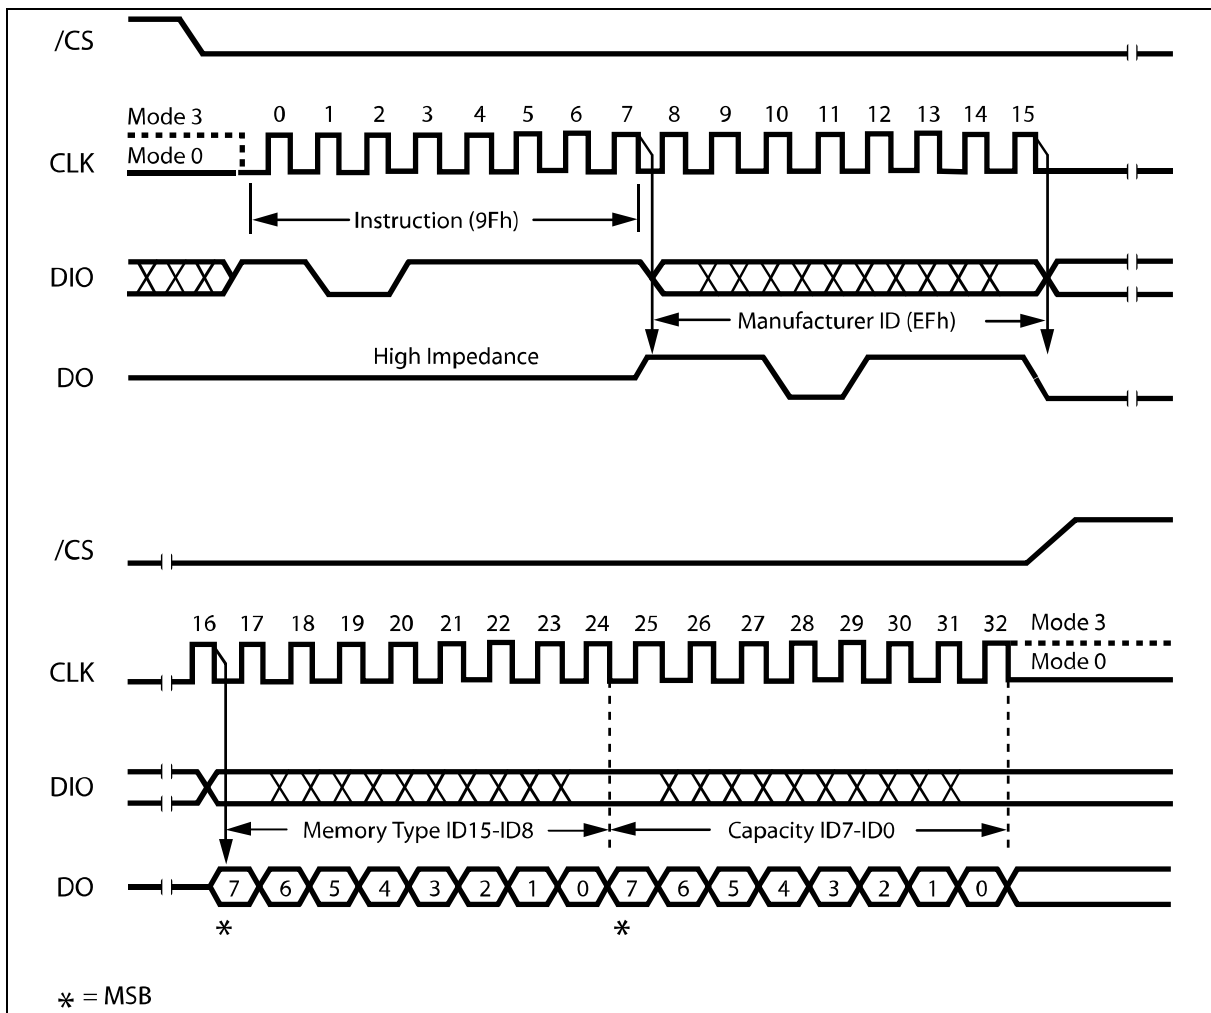 /CS
0 1 2 3 4 5 6 7 8 9 10 11 12 13 14 15
Mode 3
CLK
Mode 0
Instruction (9Fh)
DIO
Manufacturer ID (EFh)
High Impedance
DO
/CS
16 17 18 19 20 21 22 23 24 25 26 27 28 29 30 31 32
Mode 3
CLK
Mode 0
DIO
Memory Type ID15-ID8
Capacity ID7-ID0
DO
7 6 5 4 3 2 1 0 7 6 5 4 3 2 1 0
* *
* = MSB